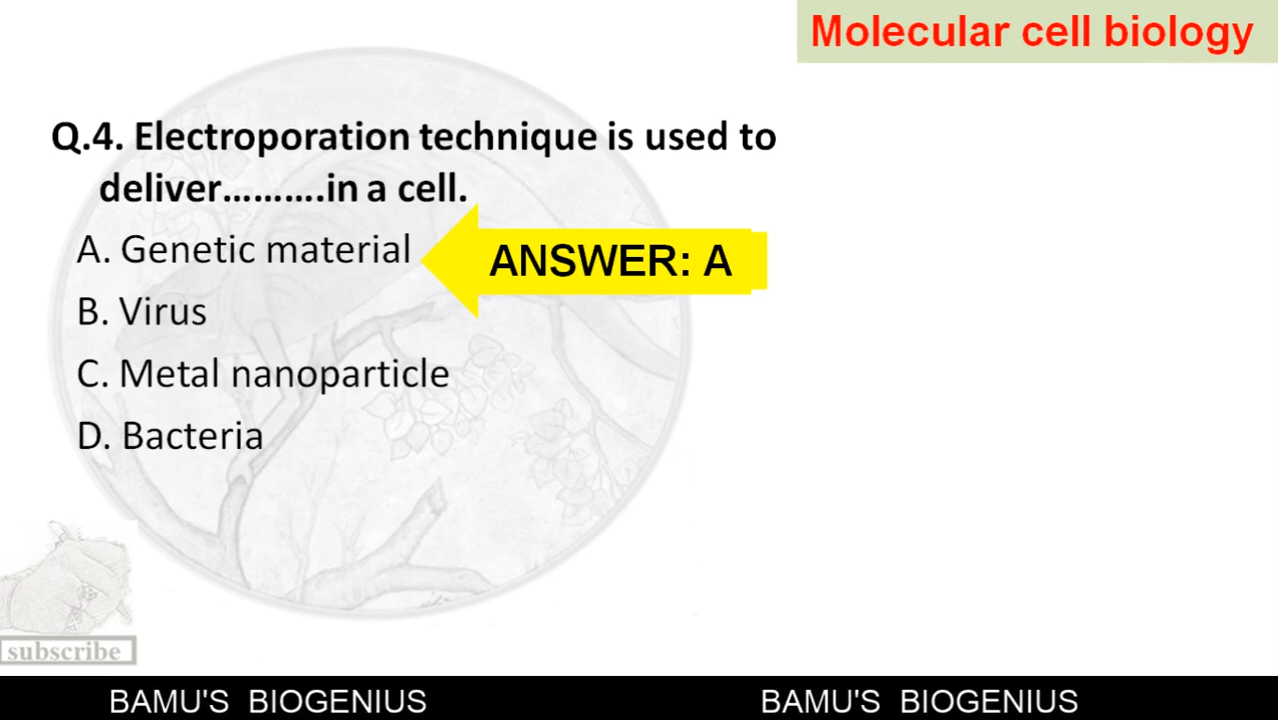 Molecular cell biology
Q.4. Electroporation technique is used to
deliver……….in a cell.
A. Genetic material
ANSWER: A
B. Virus
C. Metal nanoparticle
D. Bacteria
subscribe
BAMU'S BIOGENIUS BAMU'S BIOGENIUS